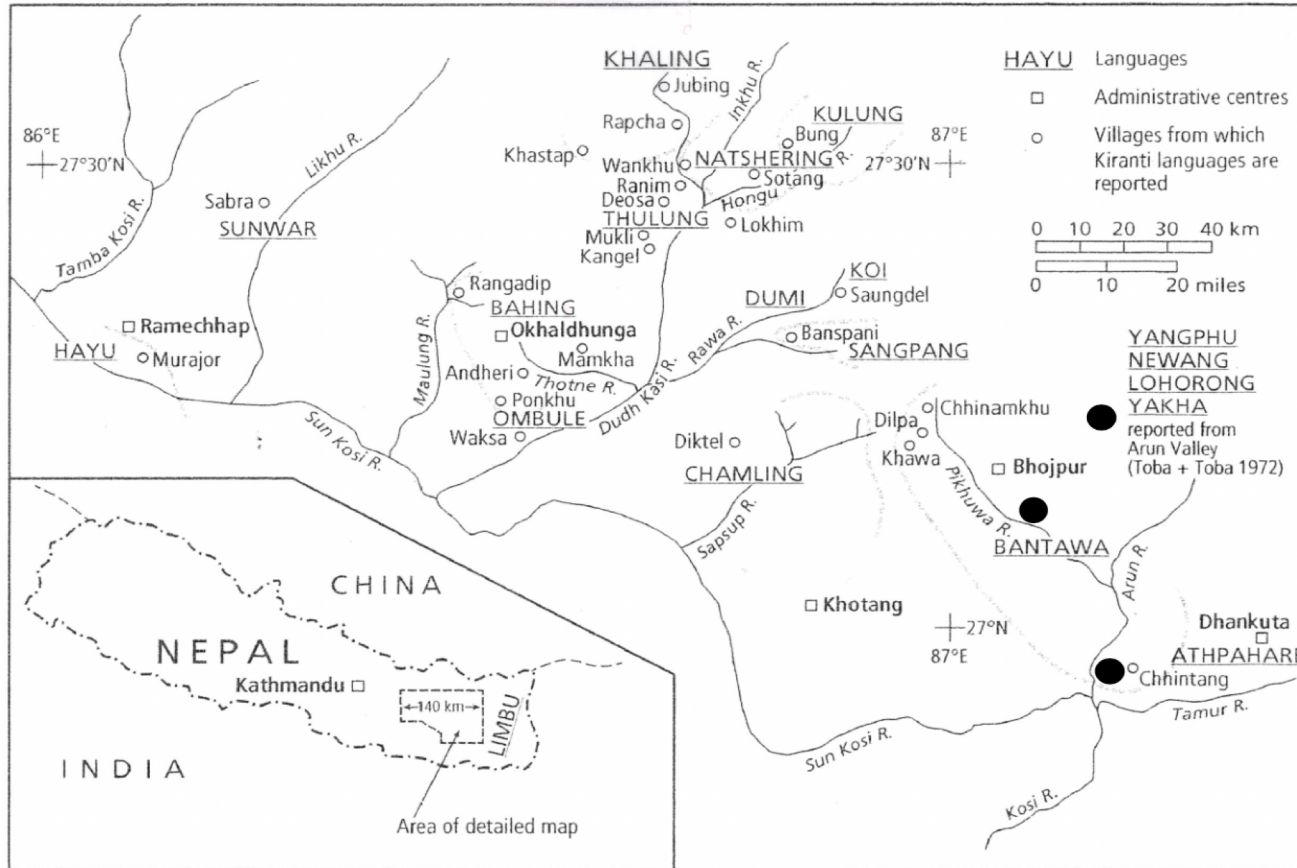 KHALING
Jubing
Inkhu R.
HAYU Languages
Administrative centres
Villages from which
Kiranti languages are
reported
86°E
27°30'N
Likhu R.
Rapcha
KULUNG
Bung
87°E
27°30'N
Khastap
Wankhu
NATSHERING
R.
Sabra
Ranim
Sotang
Deosa
Hongu
SUNWAR
THULUNG
Lokhim
0 10 20 30 40 km
0 10 20 miles
Tamba Kosi R.
Mukli
Kangel
KOI
Rangadip
DUMI
Saungdel
BAHING
Ramechhap
Okhaldhunga
Rawa R.
Banspani
YANGPHU
NEWANG
LOHORONG
YAKHA
reported from
Arun Valley
(Toba + Toba 1972)
HAYU
Murajor
Maulung R.
Mamkha
SANGPANG
Andheri
Thotne R.
Ponkhu
Dudh Kasi R.
OMBULE
Chhinamkhu
Dilpa
Sun Kosi R.
Waksa
Diktel
Khawa
Bhojpur
CHAMLING
Pikhuwa R.
Sapsup R.
BANTAWA
Arun R.
CHINA
Khotang
27°N
87°E
Dhankuta
NEPAL
ATHPAHARE
Kathmandu
Chhintang
140 km
LIMBU
Tamur R.
INDIA
Sun Kosi R.
Kosi R.
Area of detailed map